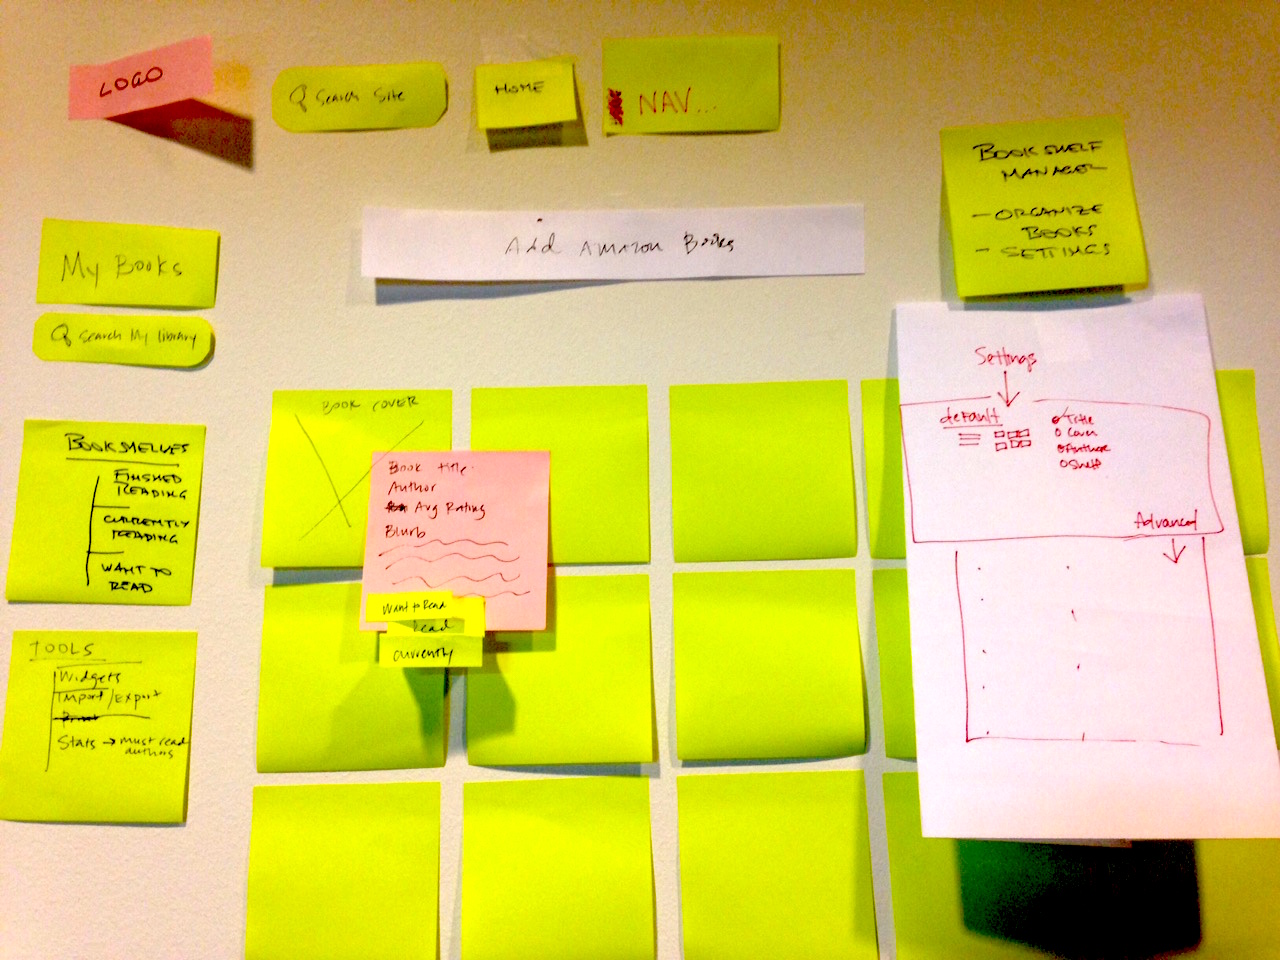 LOGO
Search Site
HOME
NAV...
BOOKSHELF
MANAGER
- ORGANIZE
BOOKS
- SETTINGS
Add Amazon Books
My Books
Search My library
BOOKSHELVES
FINISHED
READING
CURRENTLY
READING
WANT TO
READ
TOOLS
Widgets
Import/Export
Print
Stats → must read
authors
BOOK COVER
Book title
Author
Avg Rating
Blurb
Want to Read
Read
Currently
Settings
default
Title
Cover
Author
Shelf
Advanced